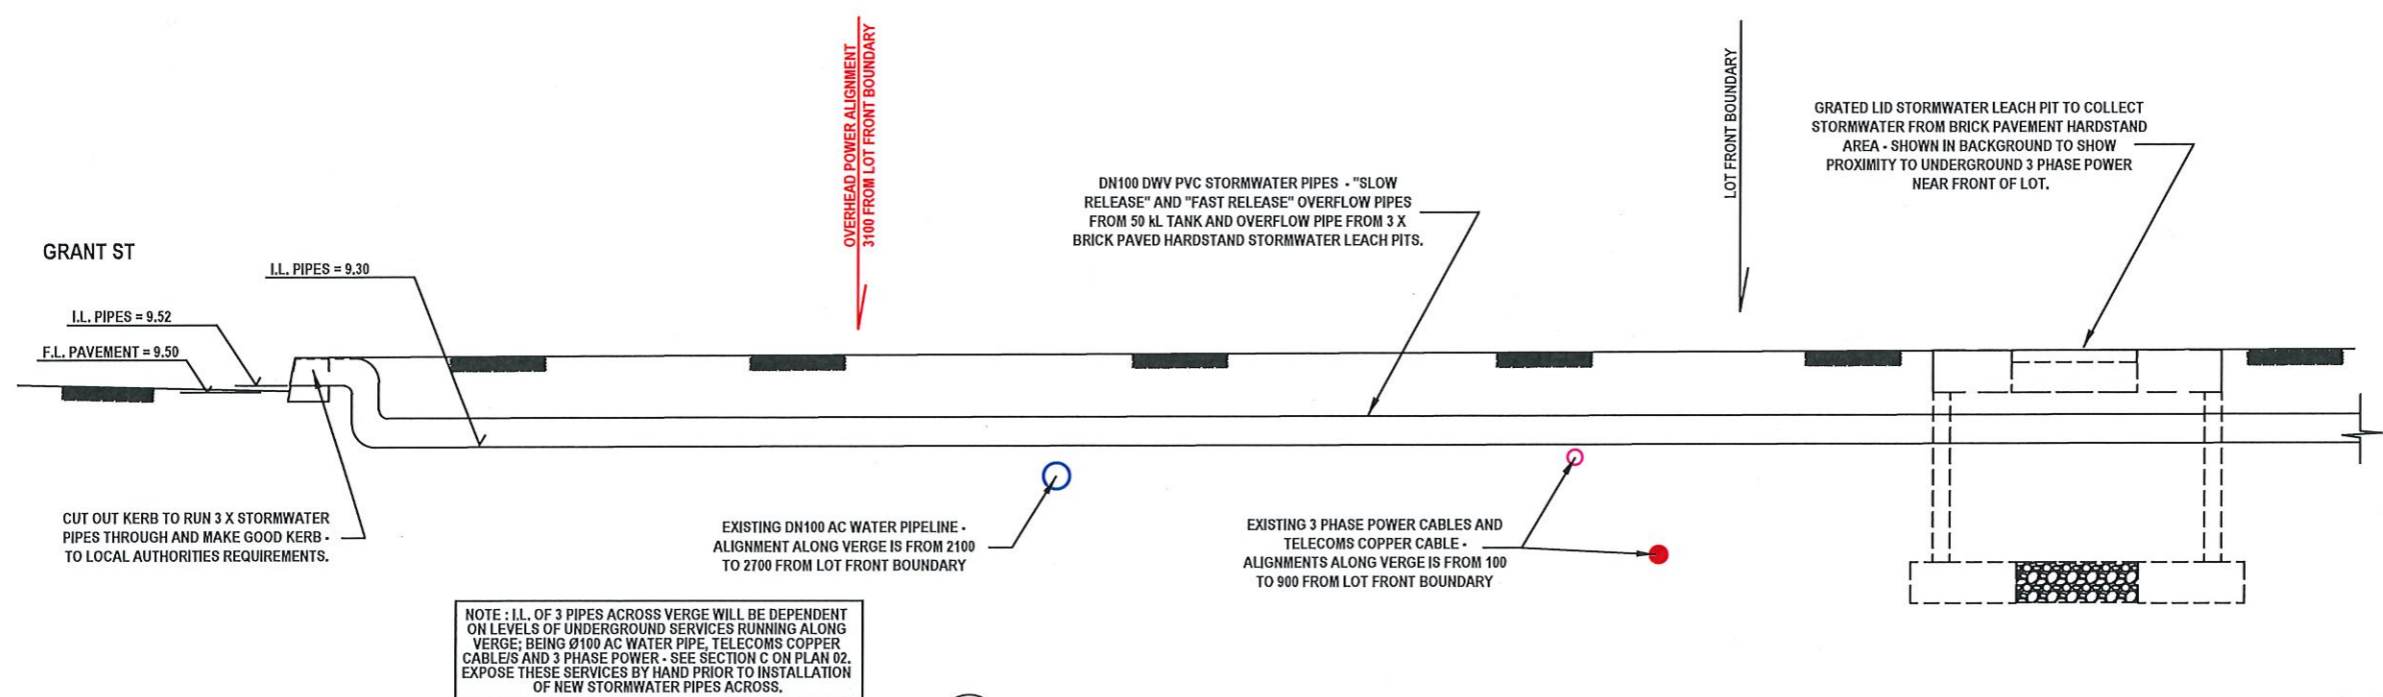 OVERHEAD POWER ALIGNMENT
3100 FROM LOT FRONT BOUNDARY
LOT FRONT BOUNDARY
GRATED LID STORMWATER LEACH PIT TO COLLECT
STORMWATER FROM BRICK PAVEMENT HARDSTAND
AREA - SHOWN IN BACKGROUND TO SHOW
PROXIMITY TO UNDERGROUND 3 PHASE POWER
NEAR FRONT OF LOT.
DN100 DWV PVC STORMWATER PIPES - "SLOW
RELEASE" AND "FAST RELEASE" OVERFLOW PIPES
FROM 50 kL TANK AND OVERFLOW PIPE FROM 3 X
BRICK PAVED HARDSTAND STORMWATER LEACH PITS.
GRANT ST
I.L. PIPES = 9.30
I.L. PIPES = 9.52
F.L. PAVEMENT = 9.50
CUT OUT KERB TO RUN 3 X STORMWATER
PIPES THROUGH AND MAKE GOOD KERB -
TO LOCAL AUTHORITIES REQUIREMENTS.
EXISTING DN100 AC WATER PIPELINE -
ALIGNMENT ALONG VERGE IS FROM 2100
TO 2700 FROM LOT FRONT BOUNDARY
EXISTING 3 PHASE POWER CABLES AND
TELECOMS COPPER CABLE -
ALIGNMENTS ALONG VERGE IS FROM 100
TO 900 FROM LOT FRONT BOUNDARY
NOTE : I.L. OF 3 PIPES ACROSS VERGE WILL BE DEPENDENT
ON LEVELS OF UNDERGROUND SERVICES RUNNING ALONG
VERGE; BEING Ø100 AC WATER PIPE, TELECOMS COPPER
CABLE/S AND 3 PHASE POWER - SEE SECTION C ON PLAN 02.
EXPOSE THESE SERVICES BY HAND PRIOR TO INSTALLATION
OF NEW STORMWATER PIPES ACROSS.